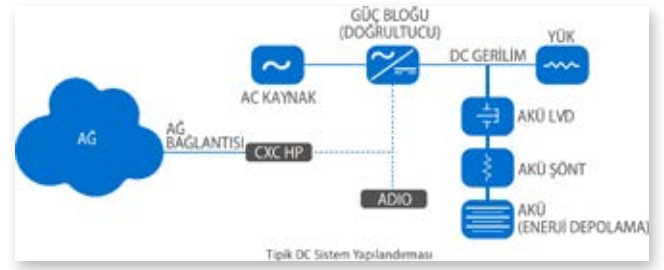 GÜÇ BLOĞU
(DOĞRULTUCU)
YÜK
DC GERİLİM
AC KAYNAK
AĞ
AĞ
BAĞLANTISI
CXC HP
ADIO
AKÜ LVD
AKÜ ŞÖNT
AKÜ
(ENERJİ DEPOLAMA)
Tipik DC Sistem Yapılandırması